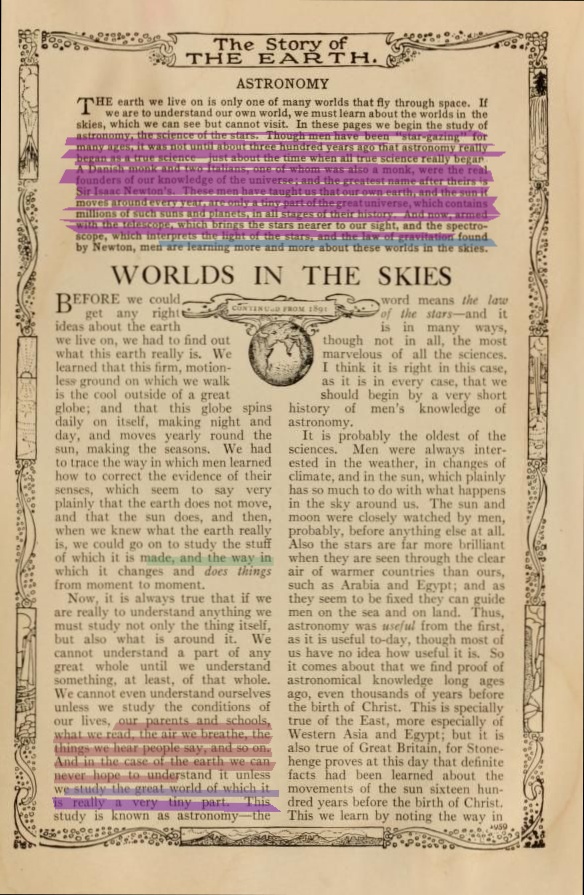 The Story of
THE EARTH.
ASTRONOMY
THE earth we live on is only one of many worlds that fly through space. If
we are to understand our own world, we must learn about the worlds in the
skies, which we can see but cannot visit. In these pages we begin the study of
astronomy, the science of the stars. Though men have been "star-gazing" for
many ages, it was not until about three hundred years ago that astronomy really
began as a true science—just about the time when all true science really began.
A Danish monk and two Italians, one of whom was also a monk, were the real
founders of our knowledge of the universe; and the greatest name after theirs is
Sir Isaac Newton's. These men have taught us that our own earth, and the sun it
moves around every year, are only a tiny part of the great universe, which contains
millions of such suns and planets, in all stages of their history. And now, armed
with the telescope, which brings the stars nearer to our sight, and the spectro-
scope, which interprets the light of the stars, and the law of gravitation found
by Newton, men are learning more and more about these worlds in the skies.
WORLDS IN THE SKIES
CONTINUED FROM 1801
BEFORE we could
get any right
ideas about the earth
we live on, we had to find out
what this earth really is. We
learned that this firm, motion-
less ground on which we walk
is the cool outside of a great
globe; and that this globe spins
daily on itself, making night and
day, and moves yearly round the
sun, making the seasons. We had
to trace the way in which men learned
how to correct the evidence of their
senses, which seem to say very
plainly that the earth does not move,
and that the sun does, and then,
when we knew what the earth really
is, we could go on to study the stuff
of which it is made, and the way in
which it changes and does things
from moment to moment.
Now, it is always true that if we
are really to understand anything we
must study not only the thing itself,
but also what is around it. We
cannot understand a part of any
great whole until we understand
something, at least, of that whole.
We cannot even understand ourselves
unless we study the conditions of
our lives, our parents and schools,
what we read, the air we breathe, the
things we hear people say, and so on.
And in the case of the earth we can
never hope to understand it unless
we study the great world of which it
is really a very tiny part. This
study is known as astronomy—the
word means the law
of the stars—and it
is in many ways,
though not in all, the most
marvelous of all the sciences.
I think it is right in this case,
as it is in every case, that we
should begin by a very short
history of men's knowledge of
astronomy.
It is probably the oldest of the
sciences. Men were always inter-
ested in the weather, in changes of
climate, and in the sun, which plainly
has so much to do with what happens
in the sky around us. The sun and
moon were closely watched by men,
probably, before anything else at all.
Also the stars are far more brilliant
when they are seen through the clear
air of warmer countries than ours,
such as Arabia and Egypt; and as
they seem to be fixed they can guide
men on the sea and on land. Thus,
astronomy was useful from the first,
as it is useful to-day, though most of
us have no idea how useful it is. So
it comes about that we find proof of
astronomical knowledge long ages
ago, even thousands of years before
the birth of Christ. This is specially
true of the East, more especially of
Western Asia and Egypt; but it is
also true of Great Britain, for Stone-
henge proves at this day that definite
facts had been learned about the
movements of the sun sixteen hun-
dred years before the birth of Christ.
This we learn by noting the way in